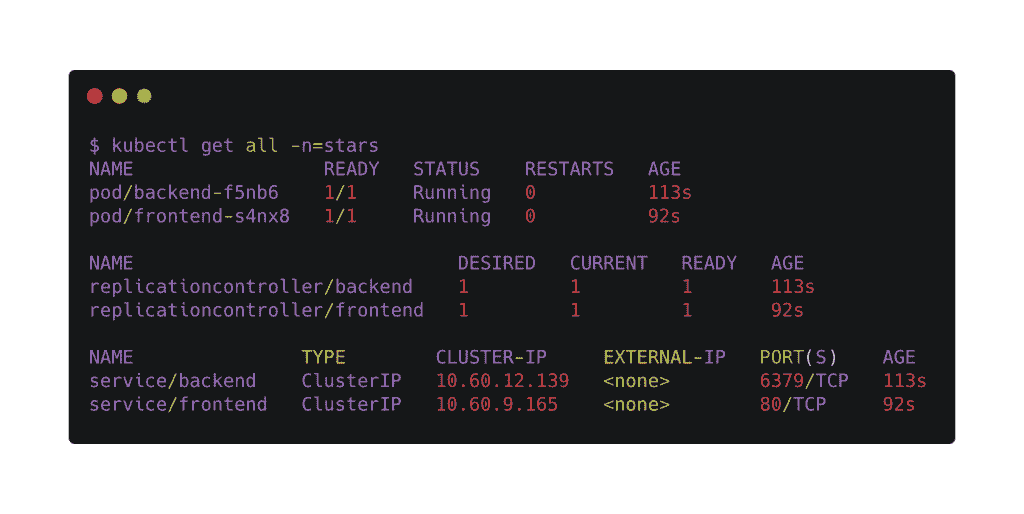 $ kubectl get all -n=stars
NAME                 READY   STATUS    RESTARTS   AGE
pod/backend-f5nb6    1/1     Running   0          113s
pod/frontend-s4nx8   1/1     Running   0          92s

NAME                             DESIRED   CURRENT   READY   AGE
replicationcontroller/backend    1         1         1       113s
replicationcontroller/frontend   1         1         1       92s

NAME               TYPE        CLUSTER-IP     EXTERNAL-IP   PORT(S)    AGE
service/backend    ClusterIP   10.60.12.139   <none>        6379/TCP   113s
service/frontend   ClusterIP   10.60.9.165    <none>        80/TCP     92s